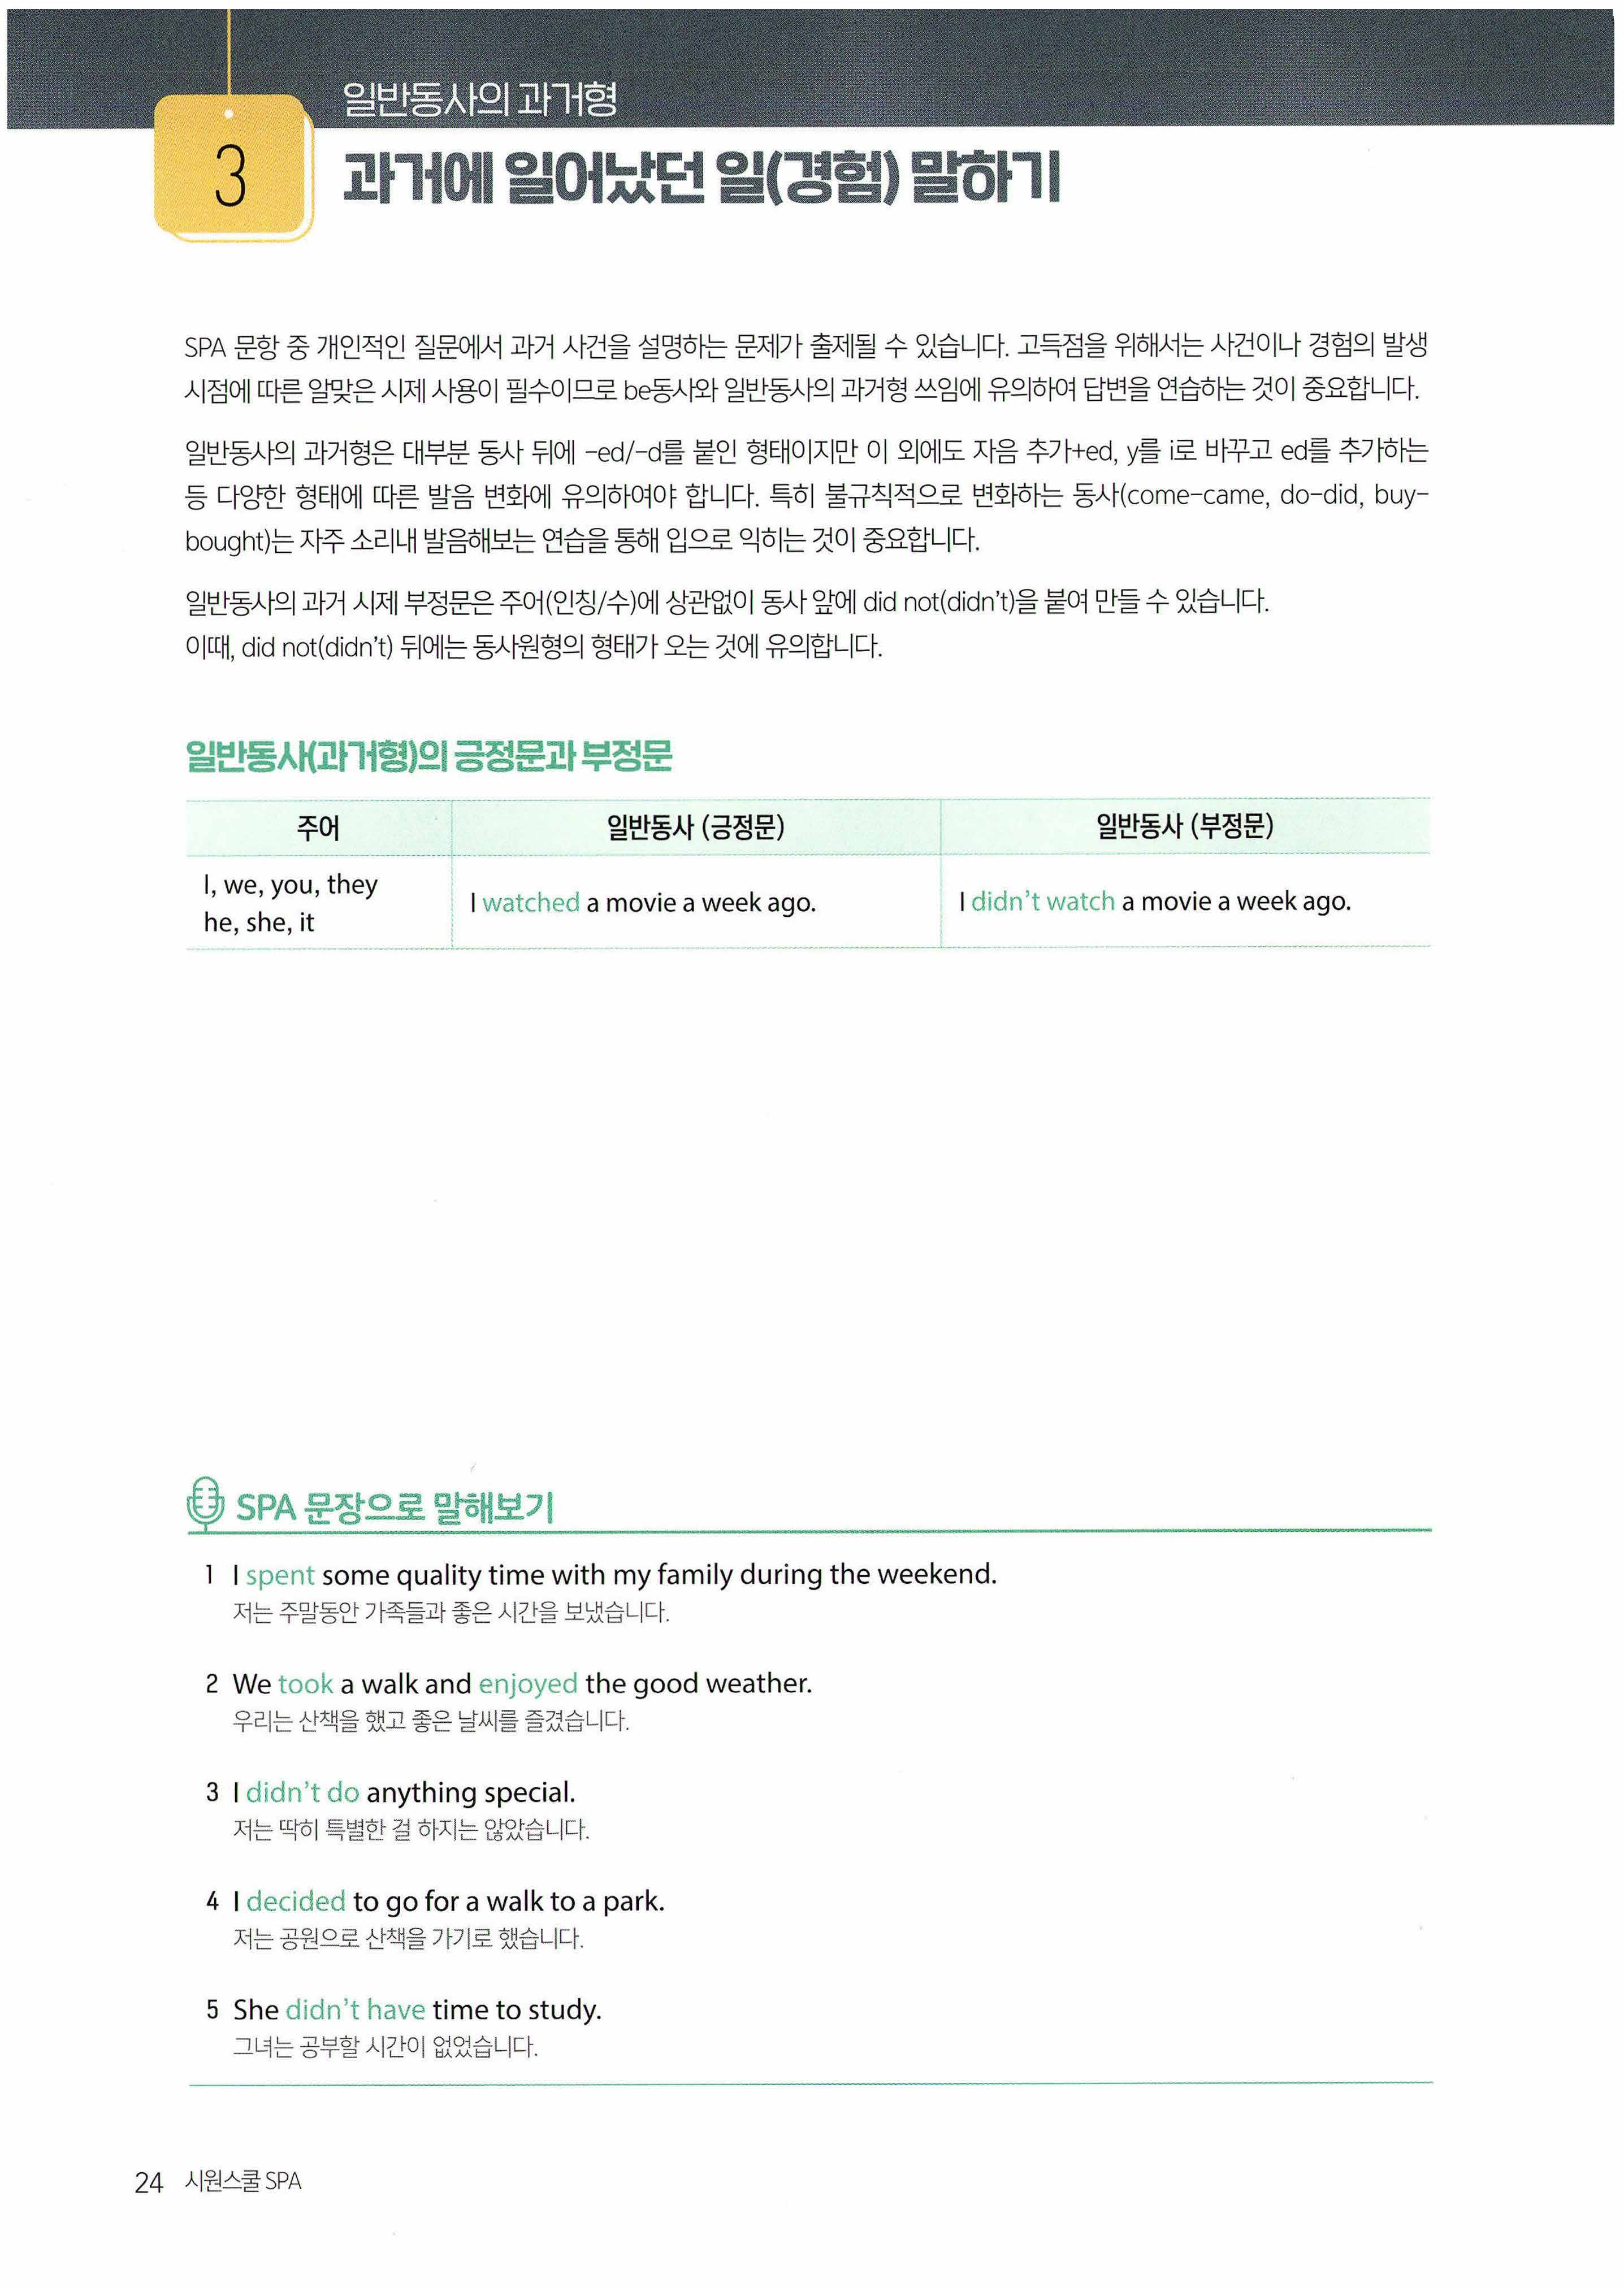 일반동사의 과거형
3
과거에 일어났던 일(경험) 말하기
SPA 문항 중 개인적인 질문에서 과거 사건을 설명하는 문제가 출제될 수 있습니다. 고득점을 위해서는 사건이나 경험의 발생
시점에 따른 알맞은 시제 사용이 필수이므로 be동사와 일반동사의 과거형 쓰임에 유의하여 답변을 연습하는 것이 중요합니다.
일반동사의 과거형은 대부분 동사 뒤에 -ed/-d를 붙인 형태이지만 이 외에도 자음 추가+ed, y를 i로 바꾸고 ed를 추가하는
등 다양한 형태에 따른 발음 변화에 유의하여야 합니다. 특히 불규칙적으로 변화하는 동사(come-came, do-did, buy-
bought)는 자주 소리내 발음해보는 연습을 통해 입으로 익히는 것이 중요합니다.
일반동사의 과거 시제 부정문은 주어(인칭/수)에 상관없이 동사 앞에 did not(didn't)을 붙여 만들 수 있습니다.
이때, did not(didn't) 뒤에는 동사원형의 형태가 오는 것에 유의합니다.
일반동사(과거형)의 긍정문과 부정문
주어 일반동사 (긍정문) 일반동사 (부정문)
I, we, you, they
he, she, it
I watched a movie a week ago.
I didn't watch a movie a week ago.
SPA 문장으로 말해보기
1 I spent some quality time with my family during the weekend.
저는 주말동안 가족들과 좋은 시간을 보냈습니다.
2 We took a walk and enjoyed the good weather.
우리는 산책을 했고 좋은 날씨를 즐겼습니다.
3 I didn't do anything special.
저는 딱히 특별한 걸 하지는 않았습니다.
4 I decided to go for a walk to a park.
저는 공원으로 산책을 가기로 했습니다.
5 She didn't have time to study.
그녀는 공부할 시간이 없었습니다.
24 시원스쿨 SPA